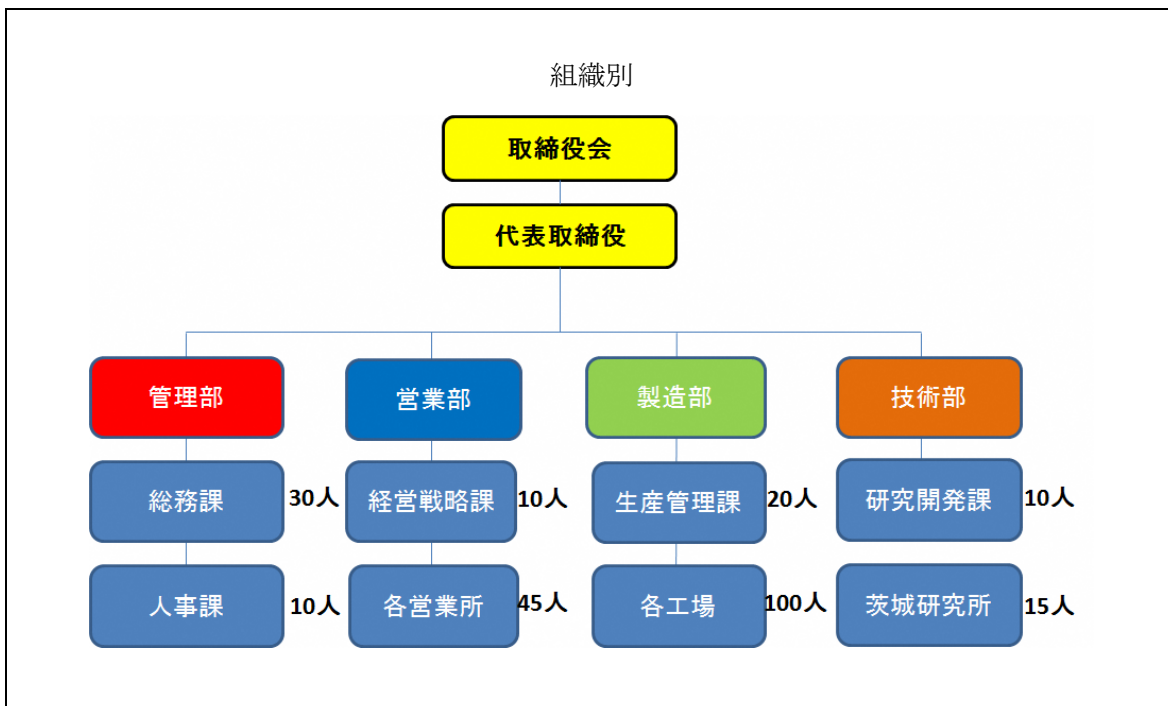 組織別
取締役会
代表取締役
管理部
営業部
製造部
技術部
総務課
30人
経営戦略課
10人
生産管理課
20人
研究開発課
10人
人事課
10人
各営業所
45人
各工場
100人
茨城研究所
15人